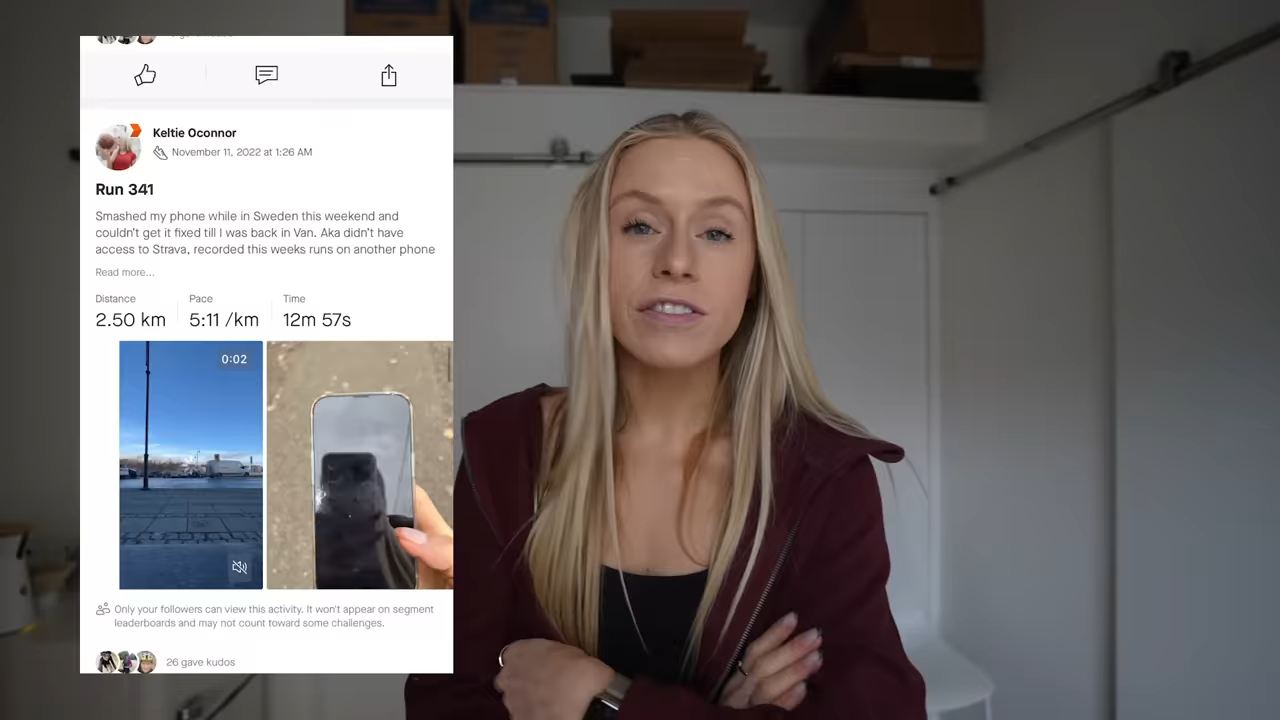 Keltie Oconnor
November 11, 2022 at 1:26 AM
Run 341
Smashed my phone while in Sweden this weekend and
couldn't get it fixed till I was back in Van. Aka didn't have
access to Strava, recorded this weeks runs on another phone
Read more...
Distance Pace Time
2.50 km 5:11 /km 12m 57s
0:02
Only your followers can view this activity. It won't appear on segment
leaderboards and may not count toward some challenges.
26 gave kudos